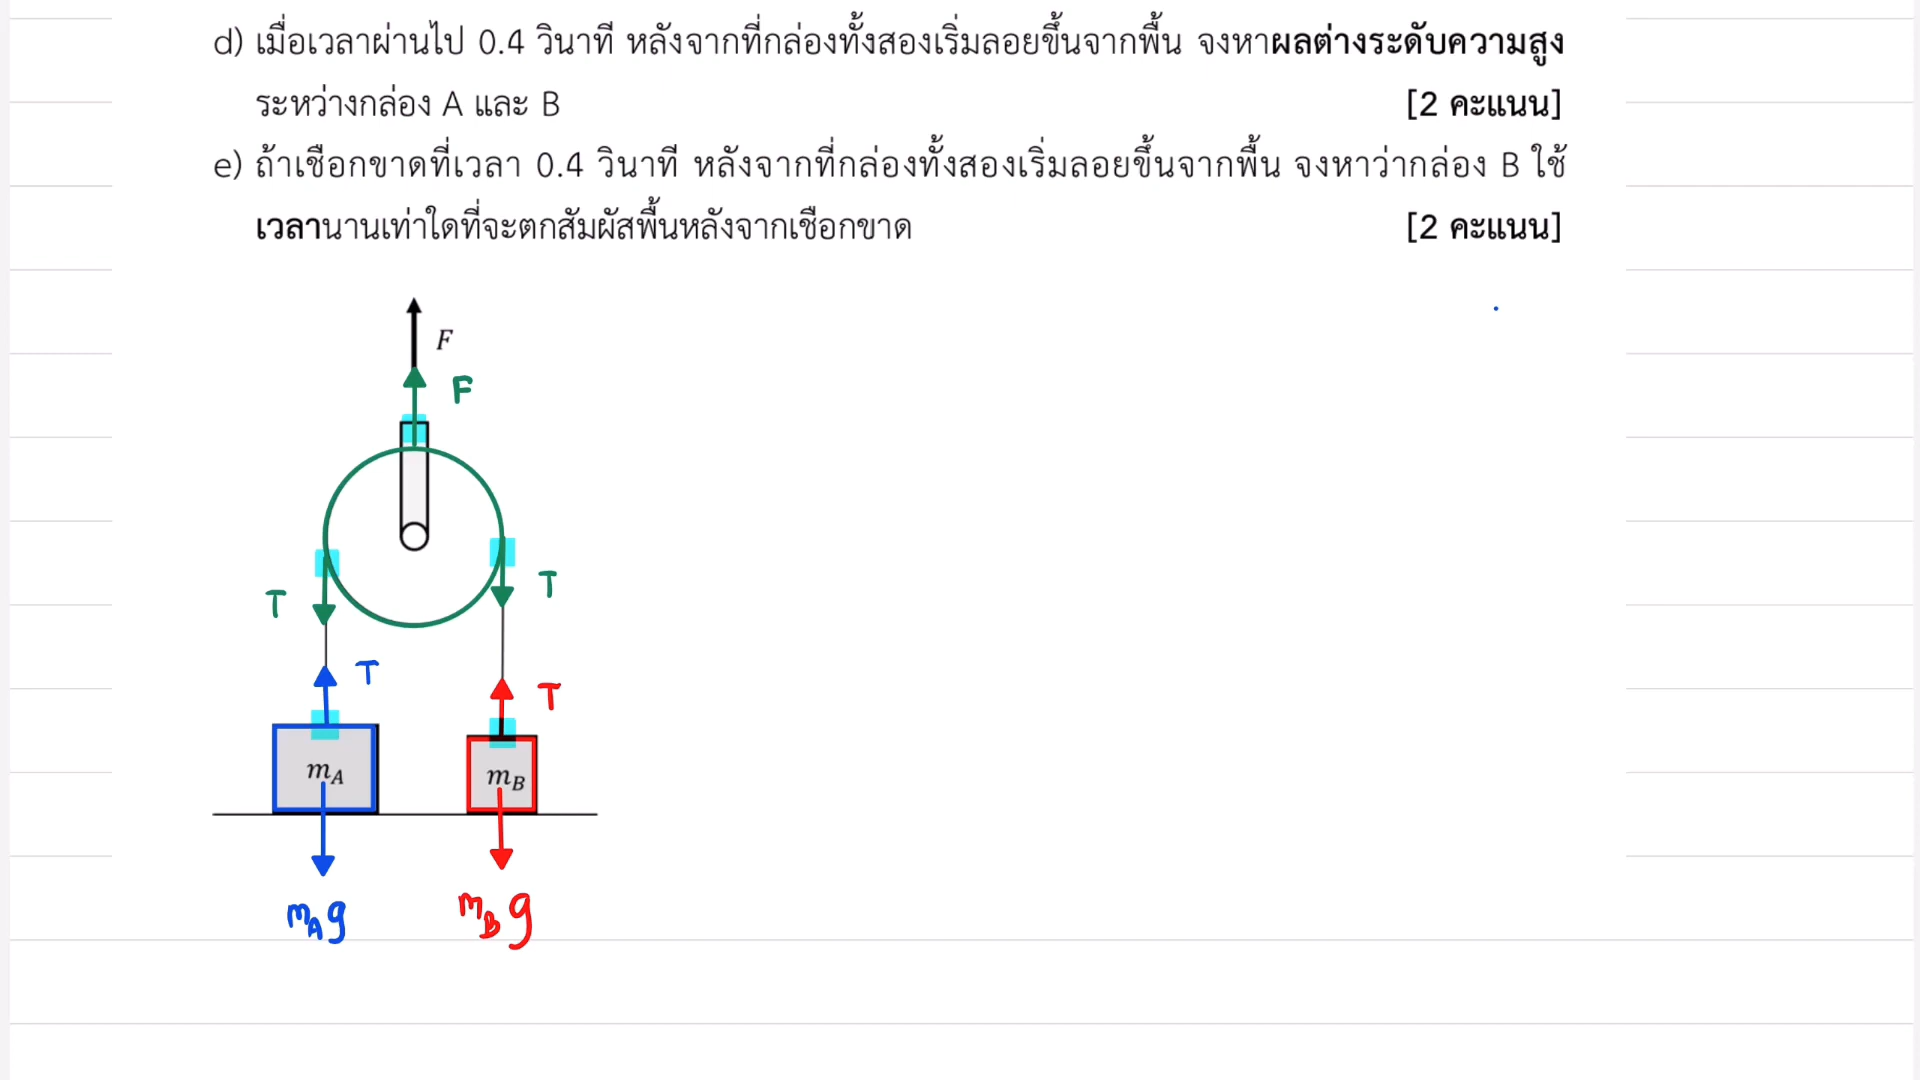 d) เมื่อเวลาผ่านไป 0.4 วินาที หลังจากที่กล่องทั้งสองเริ่มลอยขึ้นจากพื้น จงหาผลต่างระดับความสูง
ระหว่างกล่อง A และ B [2 คะแนน]
e) ถ้าเชือกขาดที่เวลา 0.4 วินาที หลังจากที่กล่องทั้งสองเริ่มลอยขึ้นจากพื้น จงหาว่ากล่อง B ใช้
เวลานานเท่าใดที่จะตกสัมผัสพื้นหลังจากเชือกขาด [2 คะแนน]
F
F
T
T
T
T
m_A
m_B
m_A g
m_B g